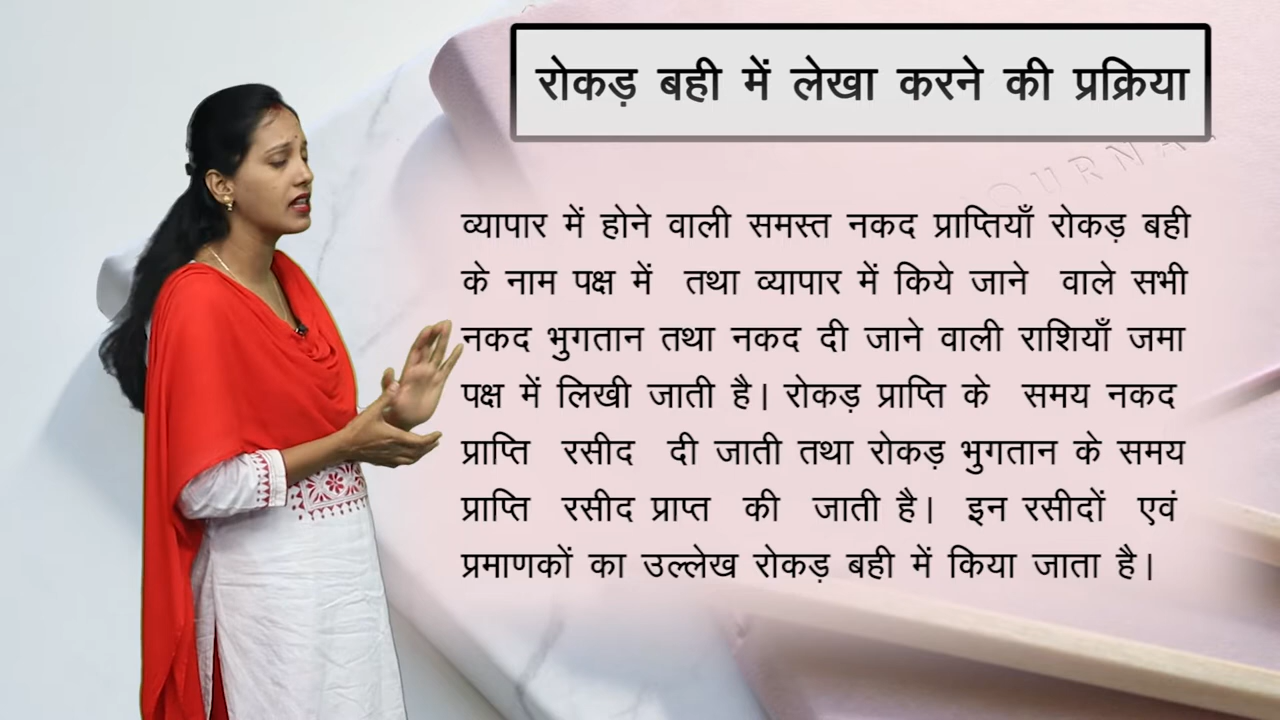 रोकड़ बही में लेखा करने की प्रक्रिया
व्यापार में होने वाली समस्त नकद प्राप्तियाँ रोकड़ बही
के नाम पक्ष में तथा व्यापार में किये जाने वाले सभी
नकद भुगतान तथा नकद दी जाने वाली राशियाँ जमा
पक्ष में लिखी जाती है। रोकड़ प्राप्ति के समय नकद
प्राप्ति रसीद दी जाती तथा रोकड़ भुगतान के समय
प्राप्ति रसीद प्राप्त की जाती है। इन रसीदों एवं
प्रमाणकों का उल्लेख रोकड़ बही में किया जाता है।